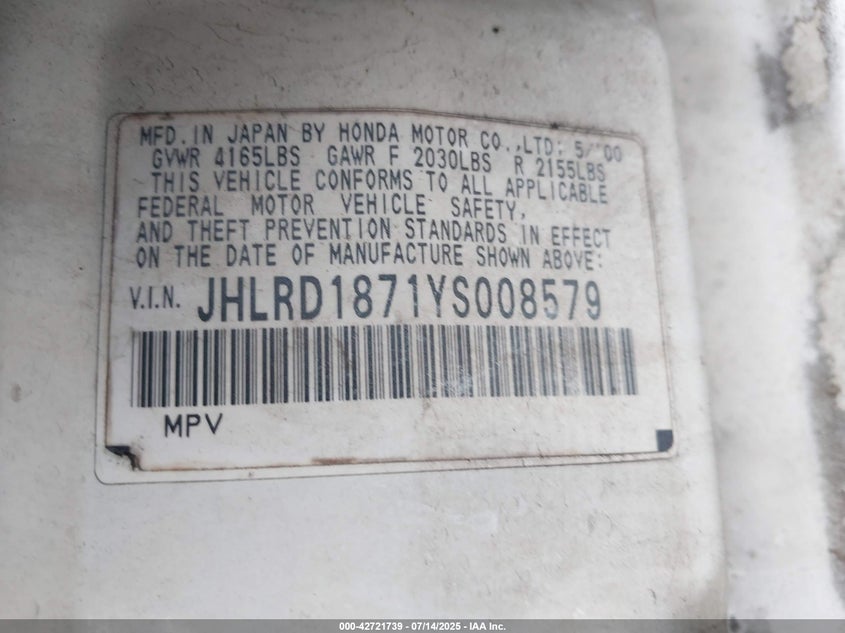 MFD. IN JAPAN BY HONDA MOTOR CO.,LTD: 5/'00
GVWR 4165LBS GAWR F 2030LBS R 2155LBS
THIS VEHICLE CONFORMS TO ALL APPLICABLE
FEDERAL MOTOR VEHICLE SAFETY,
AND THEFT PREVENTION STANDARDS IN EFFECT
ON THE DATE OF MANUFACTURE SHOWN ABOVE:
V.I.N. JHLRD1871YS008579
MPV
000-42721739 - 07/14/2025 - IAA Inc.